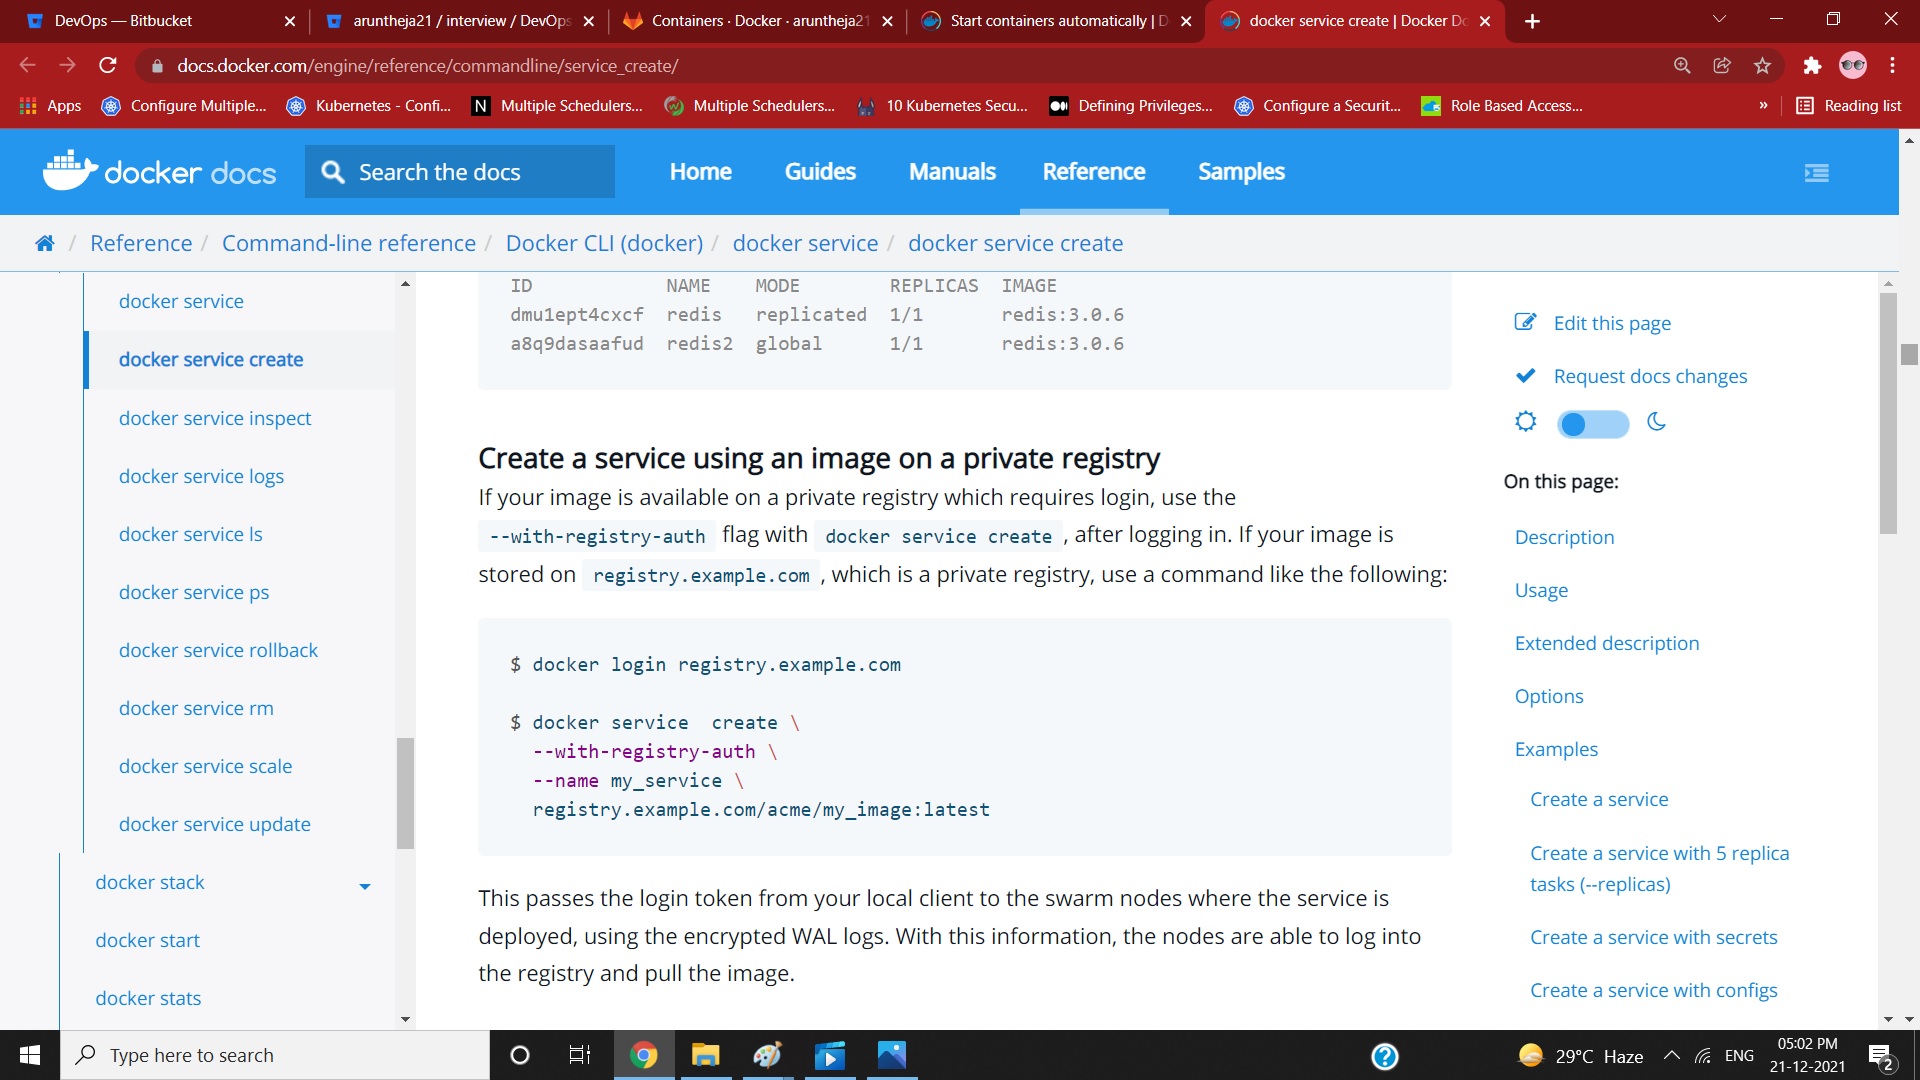 DevOps — Bitbucket
aruntheja21 / interview / DevOps
Containers · Docker · aruntheja21
Start containers automatically | D
docker service create | Docker Do
docs.docker.com/engine/reference/commandline/service_create/
Apps
Configure Multiple...
Kubernetes - Confi...
Multiple Schedulers...
Multiple Schedulers...
10 Kubernetes Secu...
Defining Privileges...
Configure a Securit...
Role Based Access...
»
Reading list
docker docs
Search the docs
Home
Guides
Manuals
Reference
Samples
/ Reference / Command-line reference / Docker CLI (docker) / docker service / docker service create
docker service
docker service create
docker service inspect
docker service logs
docker service ls
docker service ps
docker service rollback
docker service rm
docker service scale
docker service update
docker stack
docker start
docker stats
ID NAME MODE REPLICAS IMAGE
dmu1ept4cxcf redis replicated 1/1 redis:3.0.6
a8q9dasaafud redis2 global 1/1 redis:3.0.6
Create a service using an image on a private registry
If your image is available on a private registry which requires login, use the
--with-registry-auth flag with docker service create , after logging in. If your image is
stored on registry.example.com , which is a private registry, use a command like the following:
$ docker login registry.example.com
$ docker service  create \
--with-registry-auth \
--name my_service \
registry.example.com/acme/my_image:latest
This passes the login token from your local client to the swarm nodes where the service is
deployed, using the encrypted WAL logs. With this information, the nodes are able to log into
the registry and pull the image.
Edit this page
Request docs changes
On this page:
Description
Usage
Extended description
Options
Examples
Create a service
Create a service with 5 replica
tasks (--replicas)
Create a service with secrets
Create a service with configs
Type here to search
29°C Haze
ENG
05:02 PM
21-12-2021
2